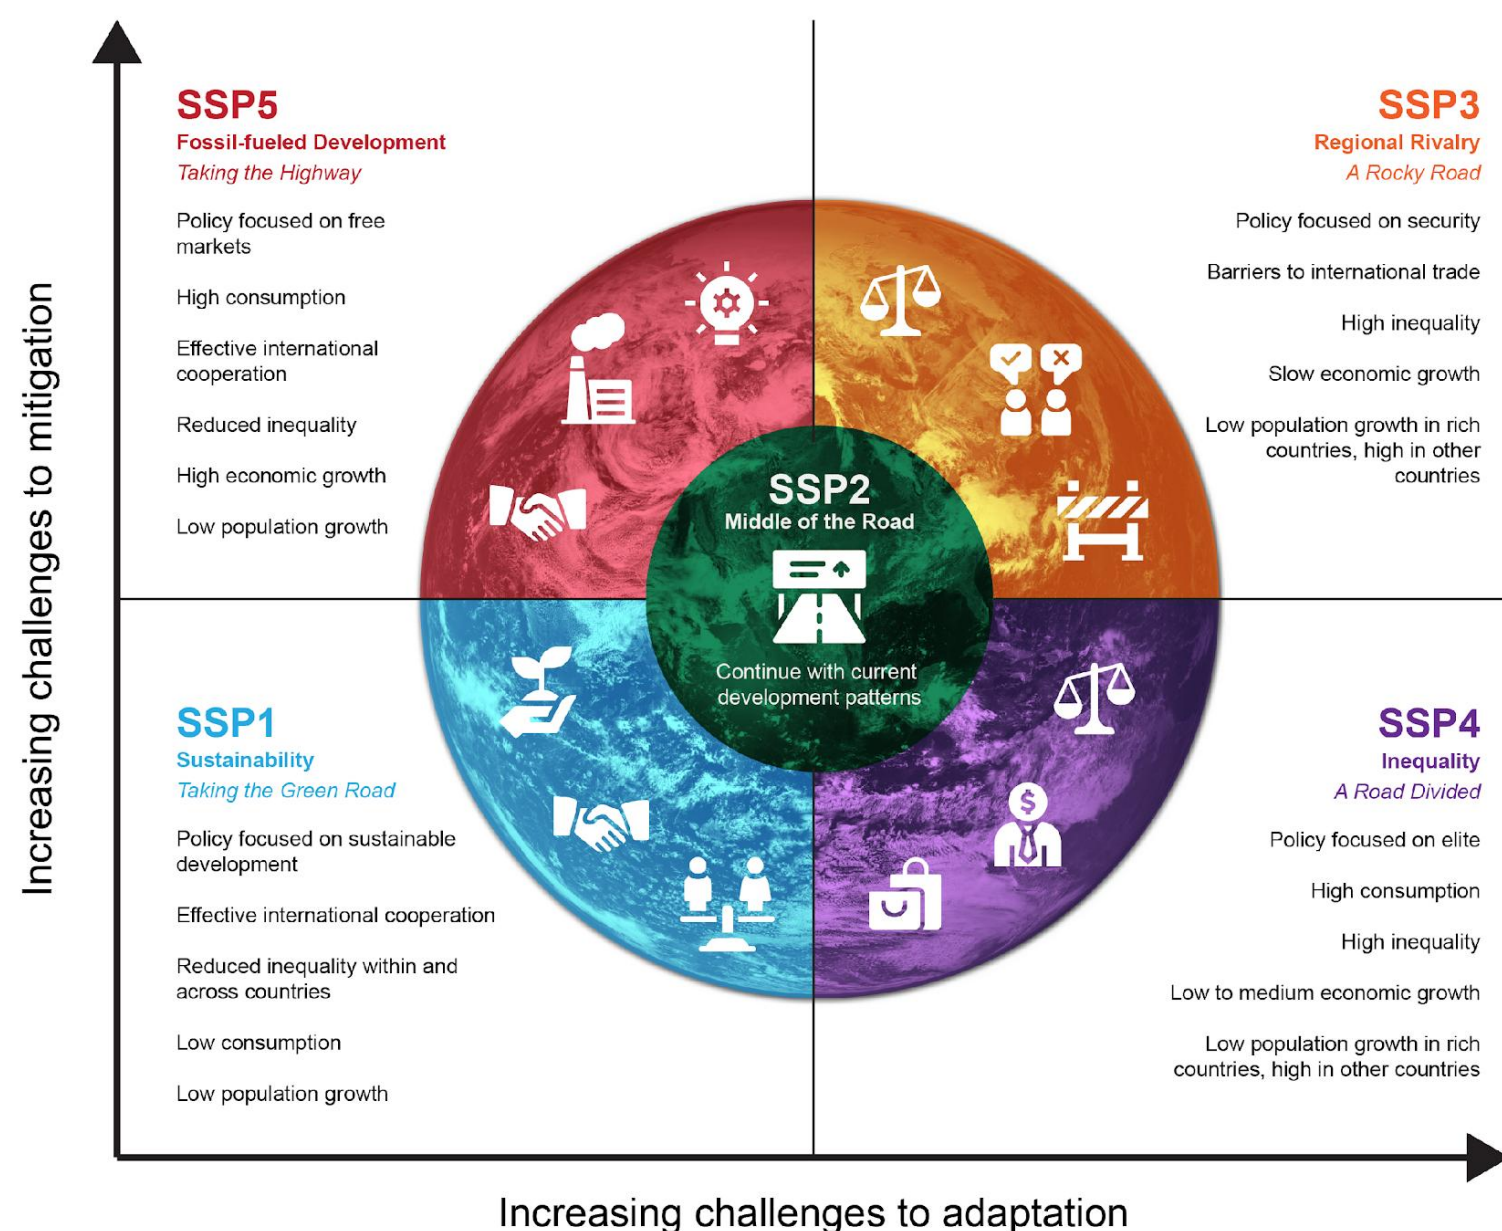 SSP5
Fossil-fueled Development
Taking the Highway
Policy focused on free
markets
High consumption
Effective international
cooperation
Reduced inequality
High economic growth
Low population growth
SSP3
Regional Rivalry
A Rocky Road
Policy focused on security
Barriers to international trade
High inequality
Slow economic growth
Low population growth in rich
countries, high in other
countries
SSP2
Middle of the Road
Continue with current
development patterns
SSP1
Sustainability
Taking the Green Road
Policy focused on sustainable
development
Effective international cooperation
Reduced inequality within and
across countries
Low consumption
Low population growth
SSP4
Inequality
A Road Divided
Policy focused on elite
High consumption
High inequality
Low to medium economic growth
Low population growth in rich
countries, high in other countries
$
Increasing challenges to mitigation
Increasing challenges to adaptation